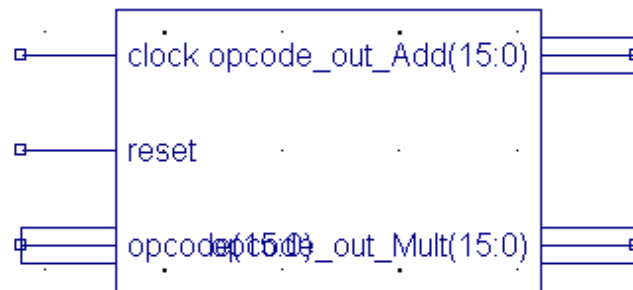 clock opcode_out_Add(15:0)
reset
opcode(15:0) opcode_out_Mult(15:0)